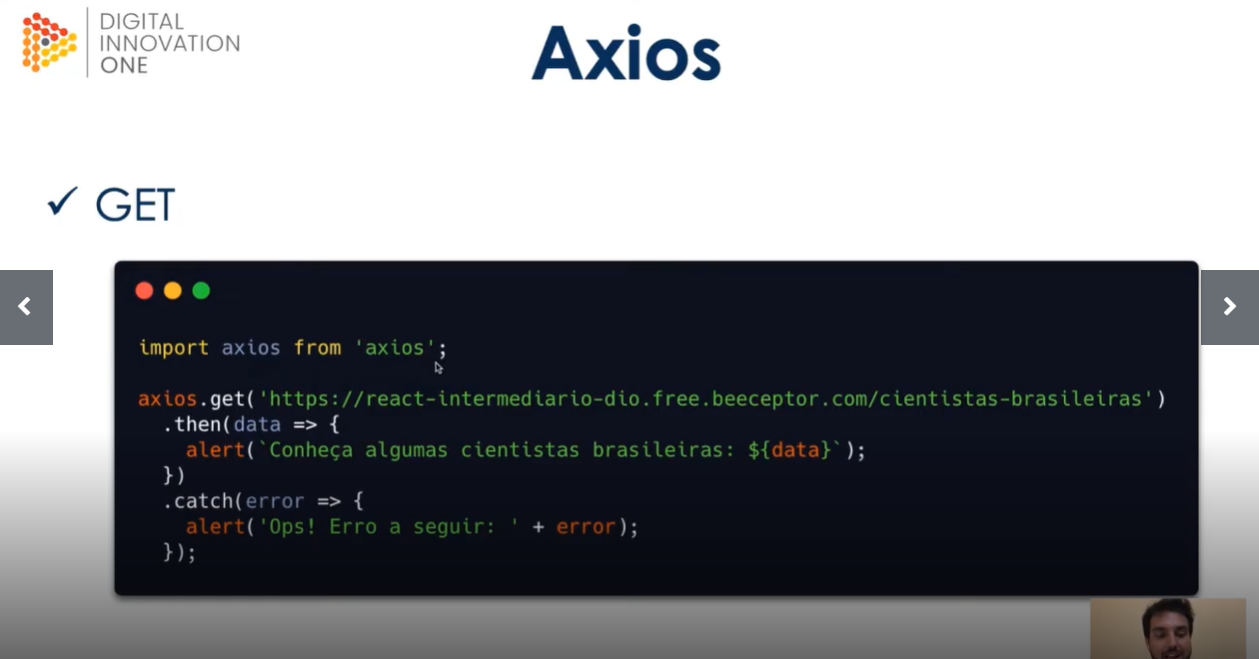 DIGITAL
INNOVATION
ONE
Axios
✓ GET
import axios from 'axios';
axios.get('https://react-intermediario-dio.free.beeceptor.com/cientistas-brasileiras')
  .then(data => {
    alert(`Conheça algumas cientistas brasileiras: ${data}`);
  })
  .catch(error => {
    alert('Ops! Erro a seguir: ' + error);
  });